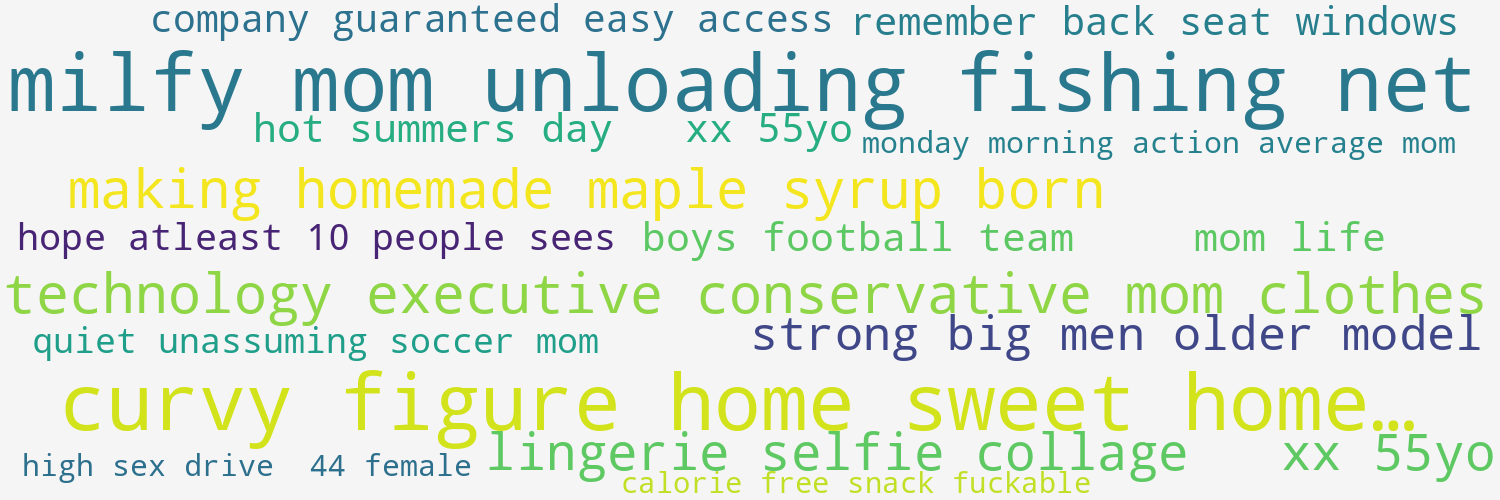 company guaranteed easy access remember back seat windows
milfy mom unloading fishing net
hot summers day xx 55yo monday morning action average mom
making homemade maple syrup born
hope atleast 10 people sees boys football team mom life
technology executive conservative mom clothes
quiet unassuming soccer mom strong big men older model
curvy figure home sweet home...
high sex drive 44 female lingerie selfie collage xx 55yo
calorie free snack fuckable